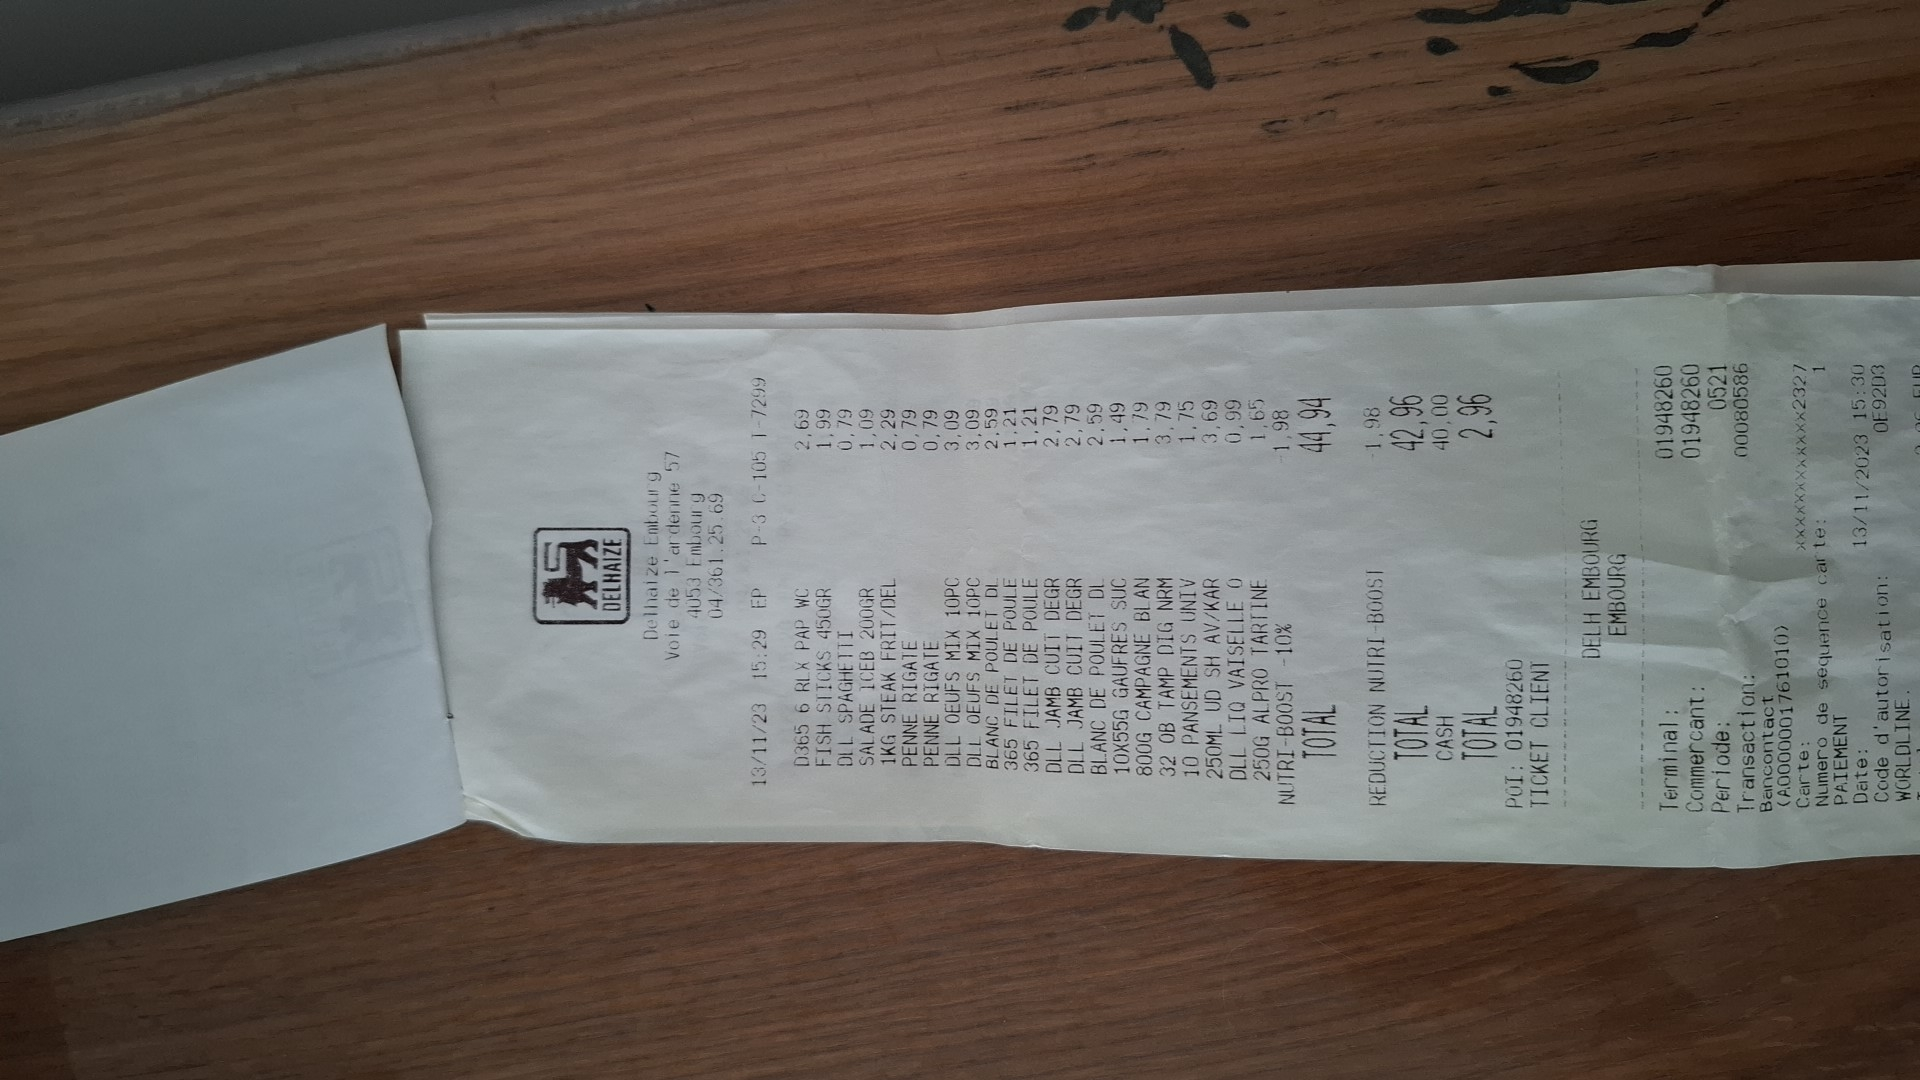 DELHAIZE
Delhaize Embourg
Voie de l'ardenne 57
4053 Embourg
04/361.25.69
13/11/23 15:29 EP P-3 C-105 T-7299
D365 6 RLX PAP WC 2,69
FISH STICKS 450GR 1,99
DLL SPAGHETTI 0,79
SALADE ICEB 200GR 1,09
1KG STEAK FRIT/DEL 2,29
PENNE RIGATE 0,79
PENNE RIGATE 0,79
DLL OEUFS MIX 10PC 3,09
DLL OEUFS MIX 10PC 3,09
BLANC DE POULET DL 2,59
365 FILET DE POULE 1,21
365 FILET DE POULE 1,21
DLL JAMB CUIT DEGR 2,79
DLL JAMB CUIT DEGR 2,79
BLANC DE POULET DL 2,59
10X55G GAUFRES SUC 1,49
800G CAMPAGNE BLAN 1,79
32 OB TAMP DIG NRM 3,79
10 PANSEMENTS UNIV 1,75
250ML UD SH AV/KAR 3,69
DLL LIQ VAISELLE O 0,99
250G ALPRO TARTINE 1,65
NUTRI-BOOST -10% -1,98
TOTAL 44,94
REDUCTION NUTRI-BOOST -1,98
TOTAL 42,96
CASH 40,00
TOTAL 2,96
POI: 01948260
TICKET CLIENT
DELH EMBOURG
EMBOURG
Terminal: 01948260
Commercant: 01948260
Periode: 0521
Transaction: 00080586
Bancontact
(A0000001761010)
Carte: xxxxxxxxxxxxx2327
Numero de sequence carte: 1
PAIEMENT
Date: 13/11/2023 15:30
Code d'autorisation: 0E92D3
WORLDLINE.